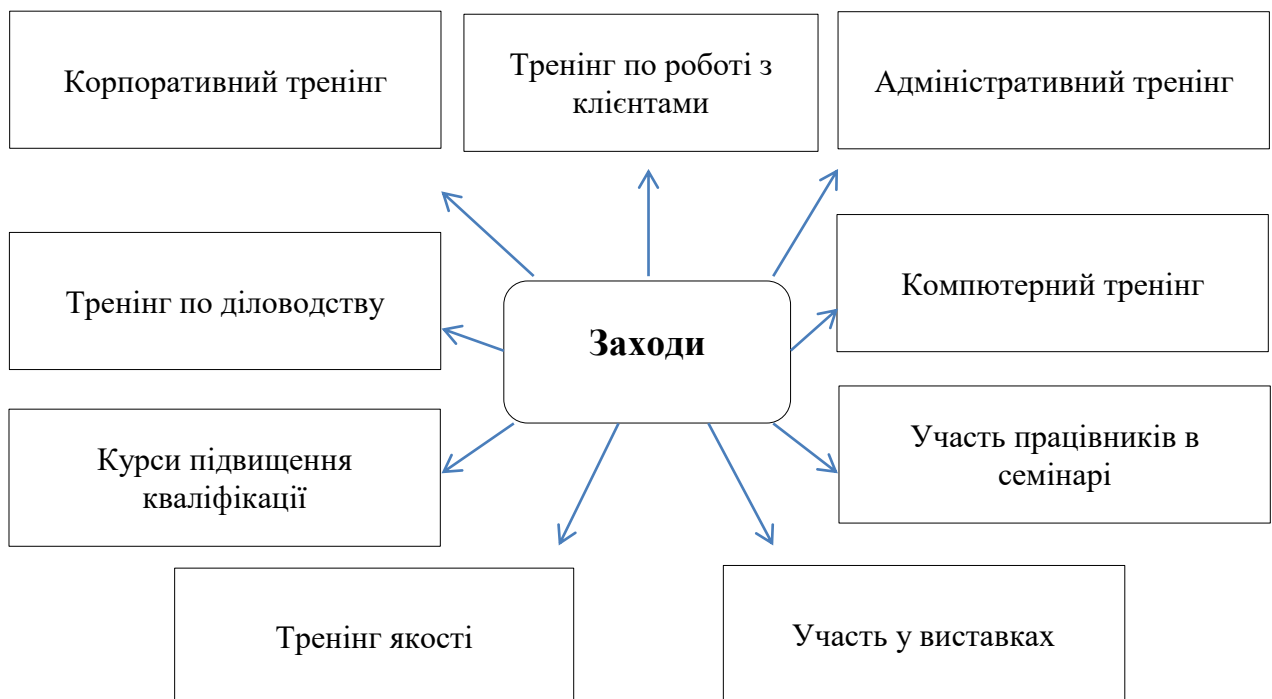 Корпоративний тренінг
Тренінг по роботі з
клієнтами
Адміністративний тренінг
Тренінг по діловодству
Заходи
Компютерний тренінг
Курси підвищення
кваліфікації
Участь працівників в
семінарі
Тренінг якості
Участь у виставках